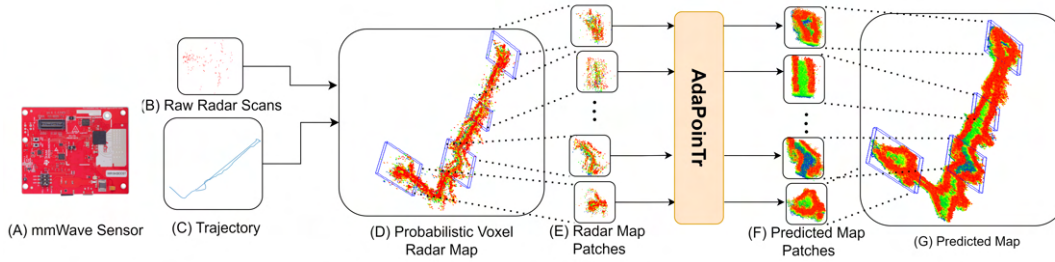 (A) mmWave Sensor
(B) Raw Radar Scans
(C) Trajectory
(D) Probabilistic Voxel
Radar Map
(E) Radar Map
Patches
AdaPoinTr
(F) Predicted Map
Patches
(G) Predicted Map